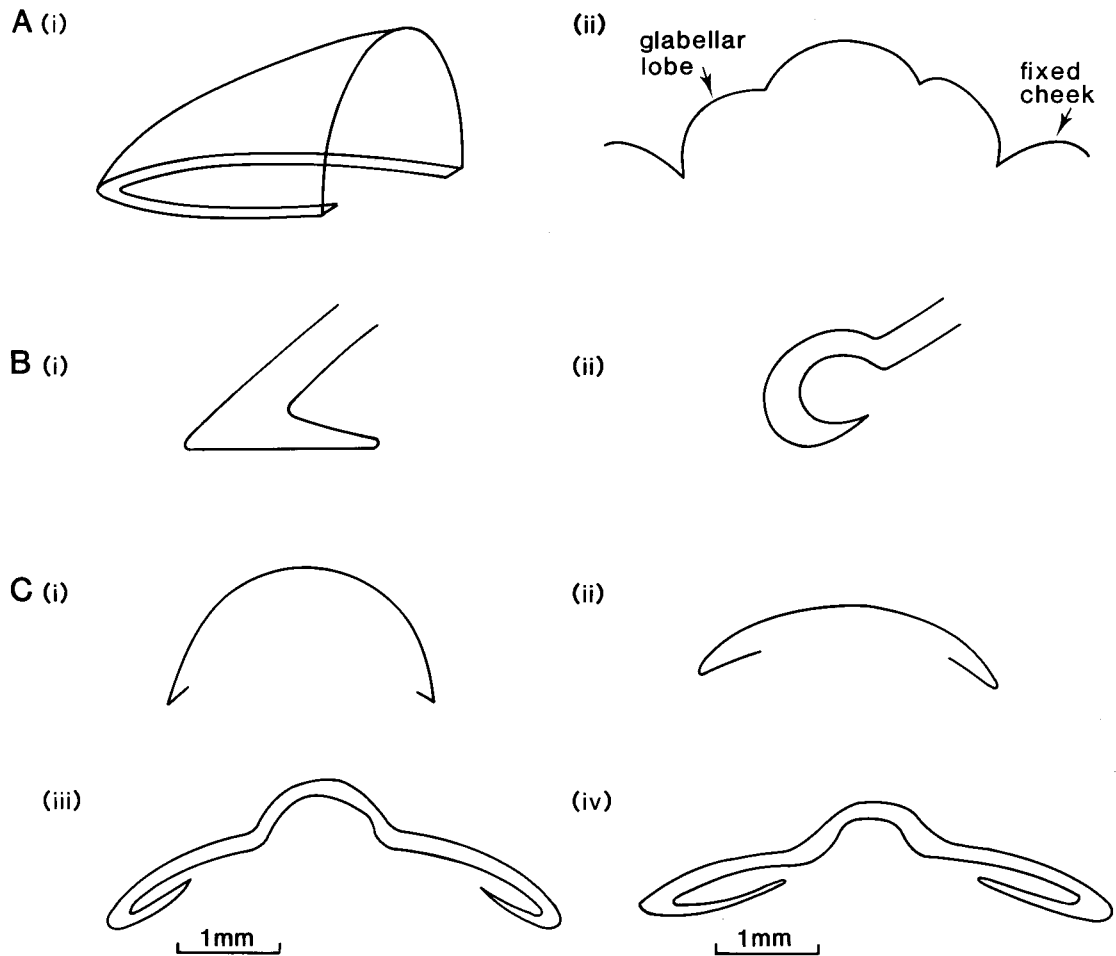 A (i)
(ii)
glabellar
lobe
fixed
cheek
B (i)
(ii)
C (i)
(ii)
(iii)
(iv)
1mm
1mm